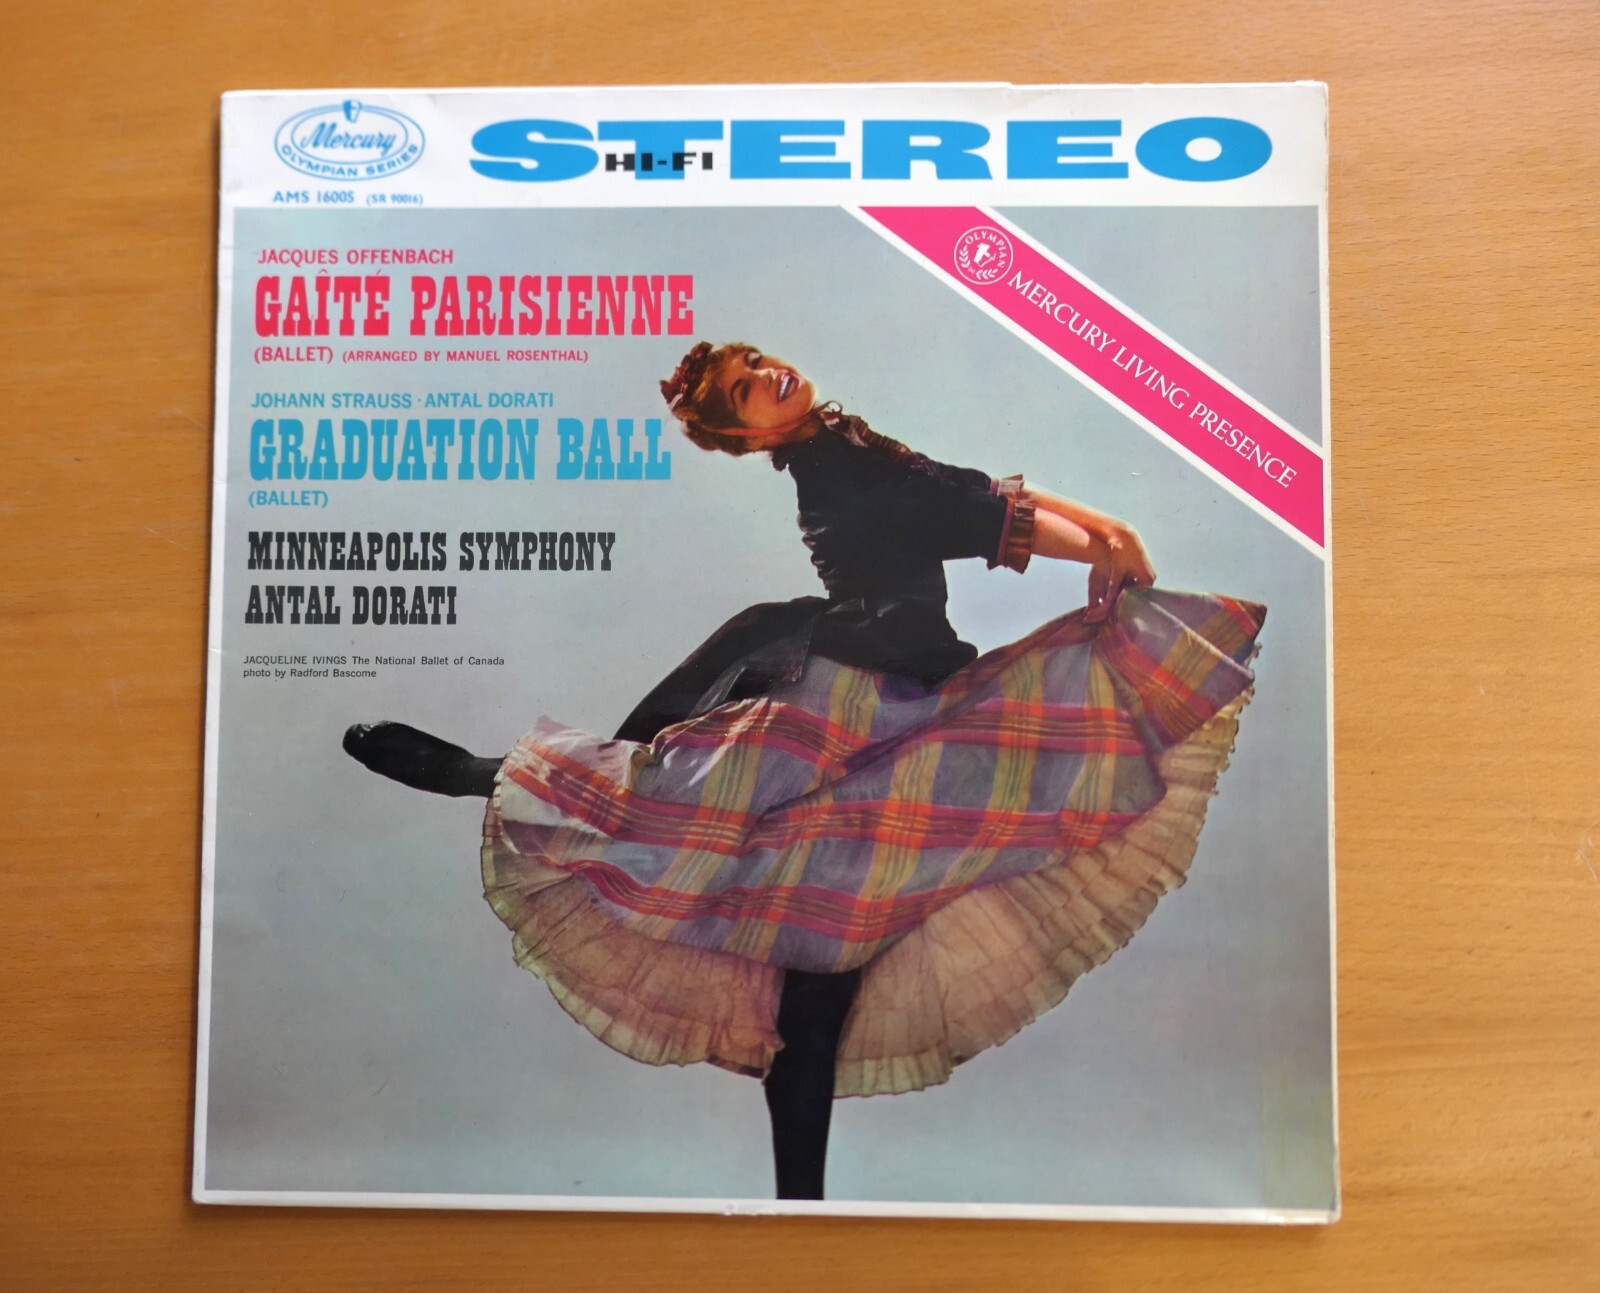 Mercury
OLYMPIAN SERIES
AMS 16005 (SR 90016)
STEREO
HI-FI
JACQUES OFFENBACH
GAÎTÉ PARISIENNE
(BALLET) (ARRANGED BY MANUEL ROSENTHAL)
JOHANN STRAUSS · ANTAL DORATI
GRADUATION BALL
(BALLET)
MINNEAPOLIS SYMPHONY
ANTAL DORATI
JACQUELINE IVINGS The National Ballet of Canada
photo by Radford Bascome
OLYMPIAN
MERCURY LIVING PRESENCE